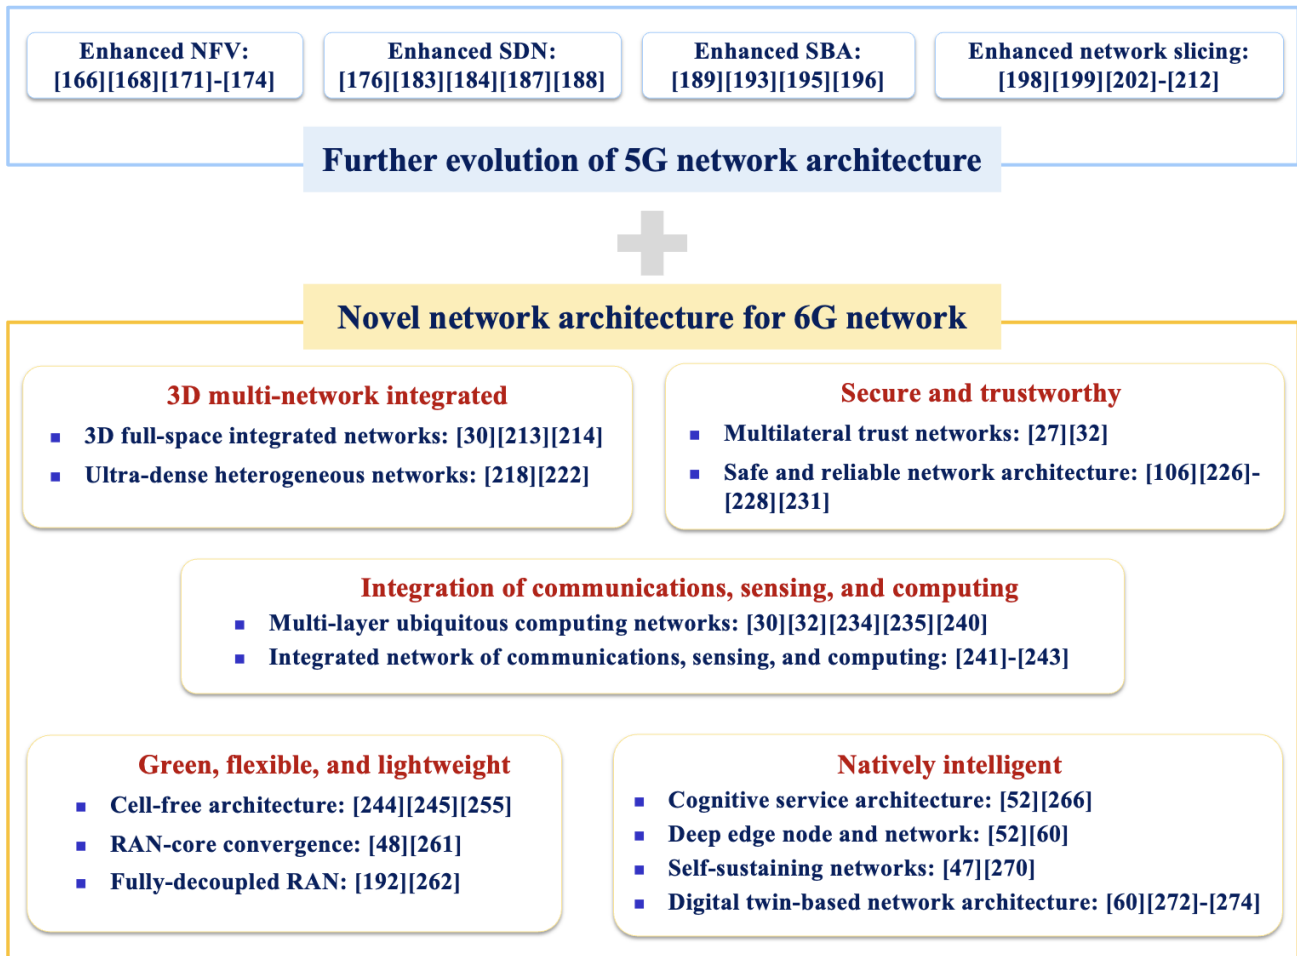 Enhanced NFV:
[166][168][171]-[174]
Enhanced SDN:
[176][183][184][187][188]
Enhanced SBA:
[189][193][195][196]
Enhanced network slicing:
[198][199][202]-[212]
Further evolution of 5G network architecture
Novel network architecture for 6G network
3D multi-network integrated
3D full-space integrated networks: [30][213][214]
Ultra-dense heterogeneous networks: [218][222]
Secure and trustworthy
Multilateral trust networks: [27][32]
Safe and reliable network architecture: [106][226]-
[228][231]
Integration of communications, sensing, and computing
Multi-layer ubiquitous computing networks: [30][32][234][235][240]
Integrated network of communications, sensing, and computing: [241]-[243]
Green, flexible, and lightweight
Cell-free architecture: [244][245][255]
RAN-core convergence: [48][261]
Fully-decoupled RAN: [192][262]
Natively intelligent
Cognitive service architecture: [52][266]
Deep edge node and network: [52][60]
Self-sustaining networks: [47][270]
Digital twin-based network architecture: [60][272]-[274]